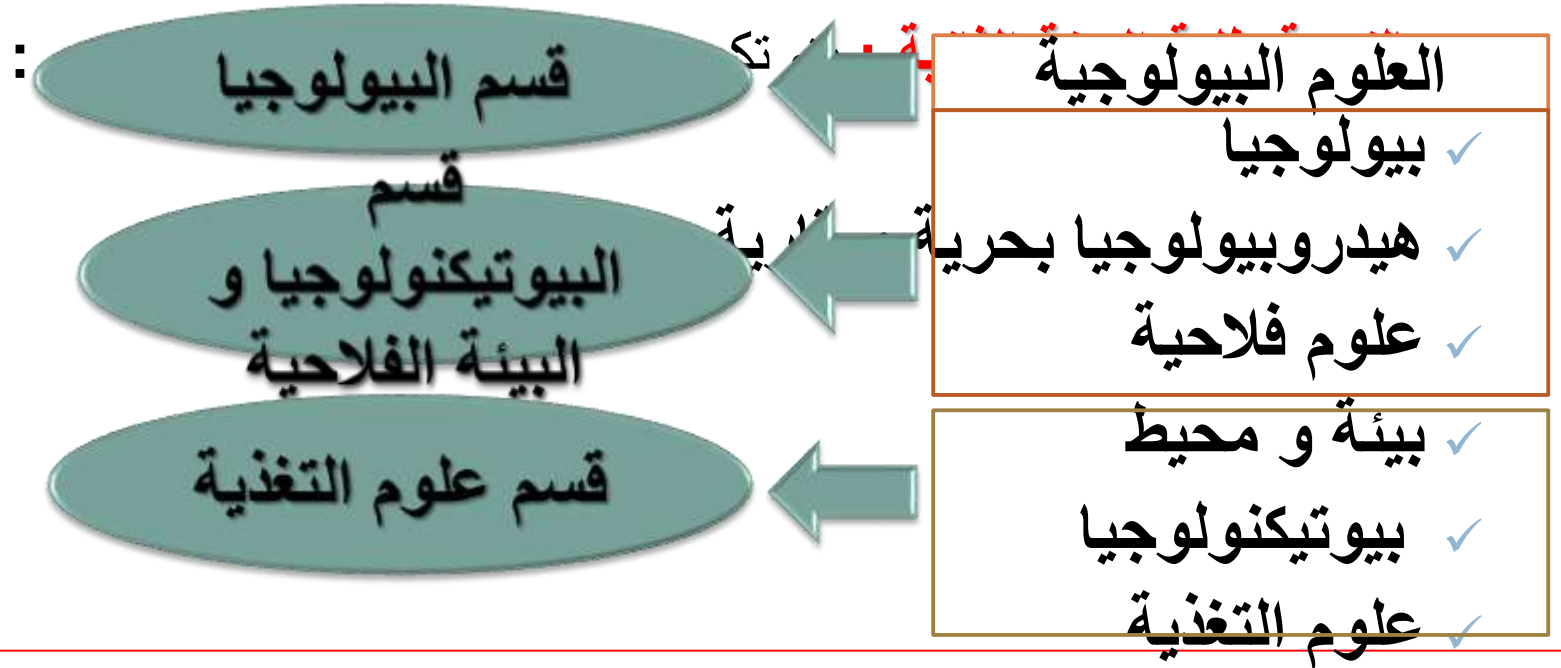 العلوم البيولوجية
✓ بيولوجيا
✓ هيدروبيولوجيا بحرية
✓ علوم فلاحية
✓ بيئة و محيط
✓ بيوتيكنولوجيا
✓ علوم التغذية
قسم البيولوجيا
قسم
البيوتيكنولوجيا و
البيئة الفلاحية
قسم علوم التغذية